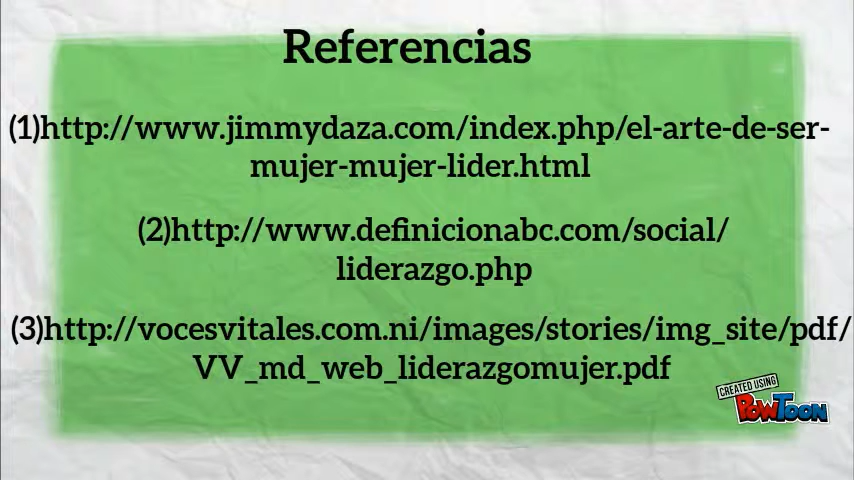 Referencias
(1)http://www.jimmydaza.com/index.php/el-arte-de-ser-
mujer-mujer-lider.html
(2)http://www.definicionabc.com/social/
liderazgo.php
(3)http://vocesvitales.com.ni/images/stories/img_site/pdf/
VV_md_web_liderazgomujer.pdf
CREATED USING
POWTOON